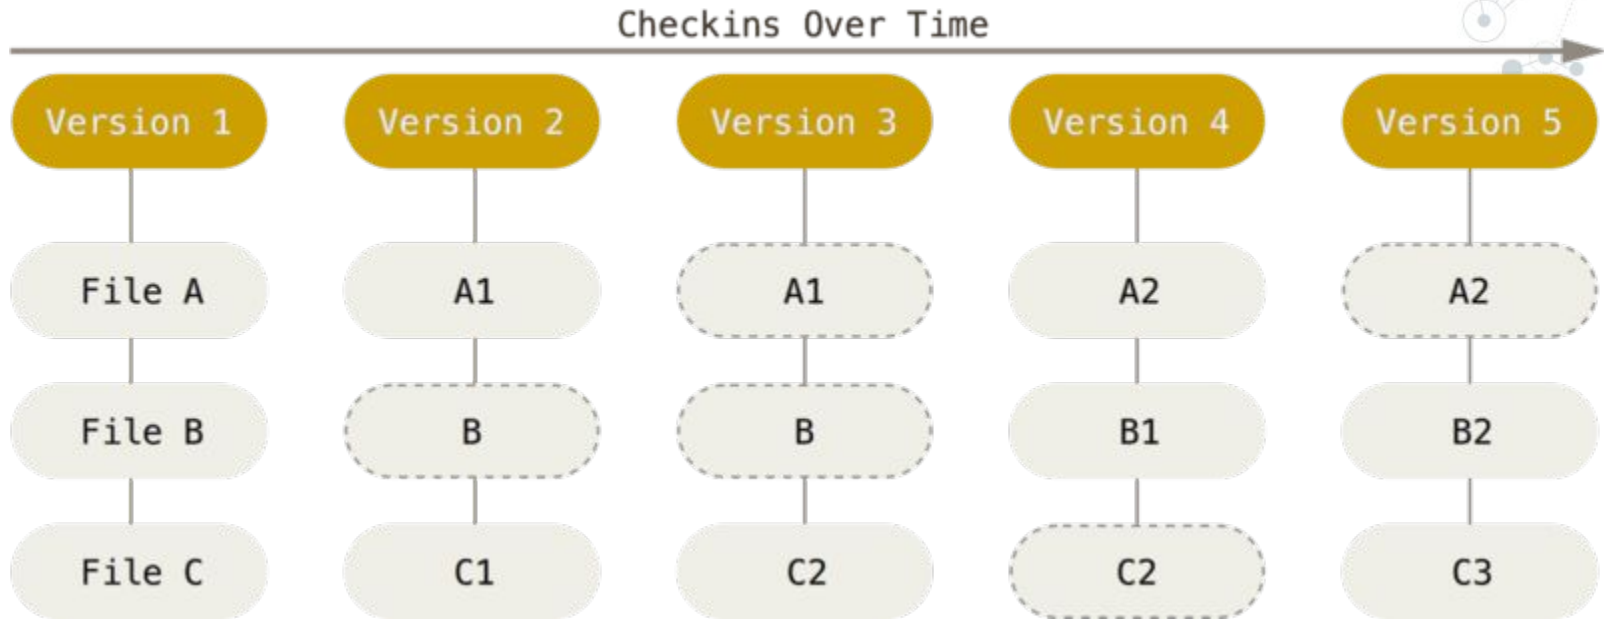 Checkins Over Time
Version 1 Version 2 Version 3 Version 4 Version 5
File A A1 A1 A2 A2
File B B B B1 B2
File C C1 C2 C2 C3